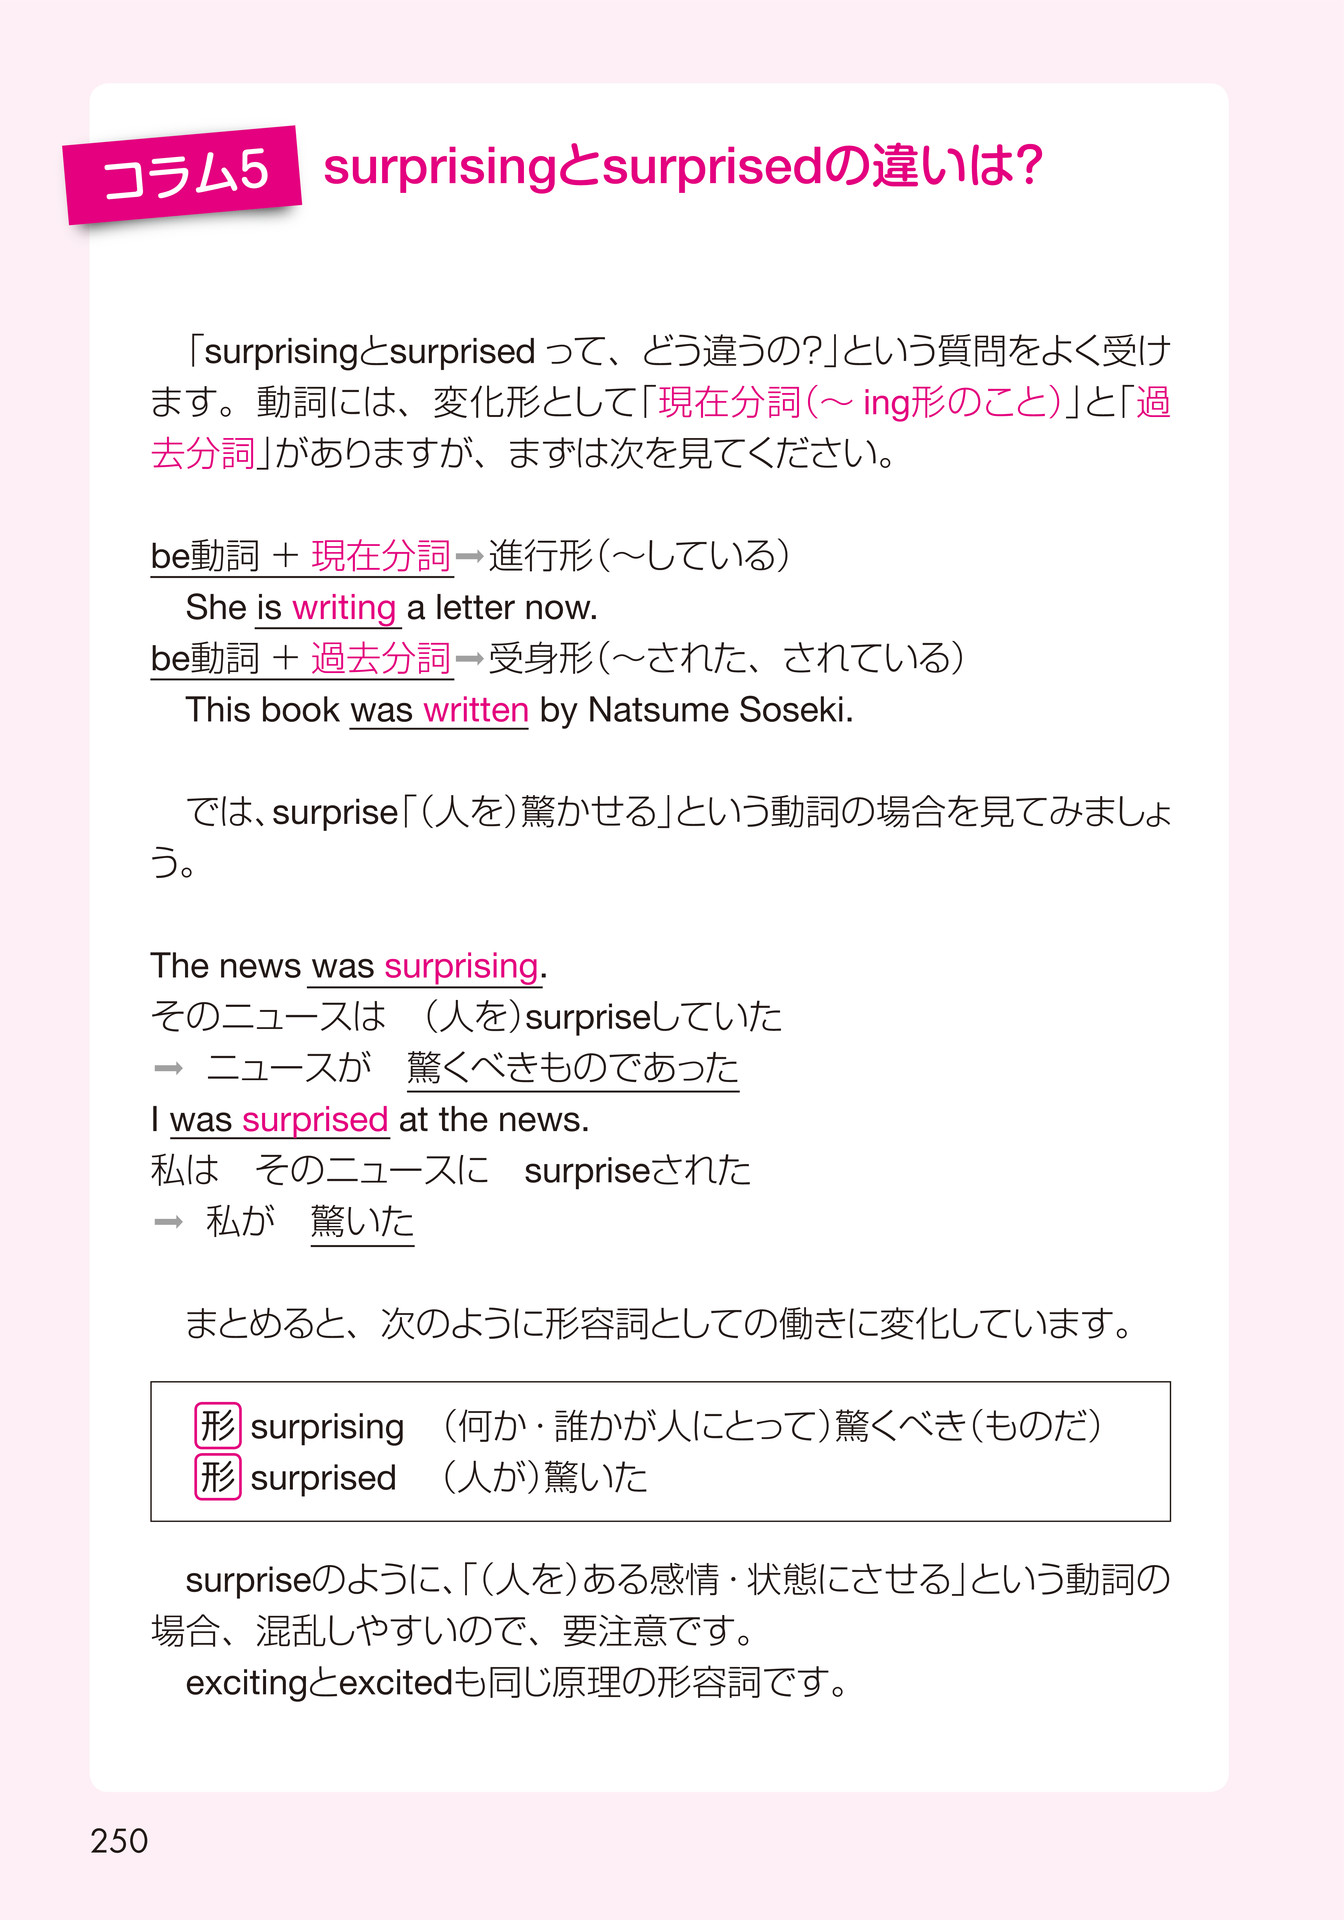 コラム5 surprisingとsurprisedの違いは？
「surprisingとsurprised って、どう違うの？」という質問をよく受け
ます。動詞には、変化形として「現在分詞（～ ing形のこと）」と「過
去分詞」がありますが、まずは次を見てください。
be動詞 ＋ 現在分詞➡進行形（～している）
She is writing a letter now.
be動詞 ＋ 過去分詞➡受身形（～された、されている）
This book was written by Natsume Soseki.
では、surprise「（人を）驚かせる」という動詞の場合を見てみましょ
う。
The news was surprising.
そのニュースは　（人を）surpriseしていた
➡ ニュースが　驚くべきものであった
I was surprised at the news.
私は　そのニュースに　surpriseされた
➡ 私が　驚いた
まとめると、次のように形容詞としての働きに変化しています。
形 surprising　（何か・誰かが人にとって）驚くべき（ものだ）
形 surprised　（人が）驚いた
surpriseのように、「（人を）ある感情・状態にさせる」という動詞の
場合、混乱しやすいので、要注意です。
excitingとexcitedも同じ原理の形容詞です。
250